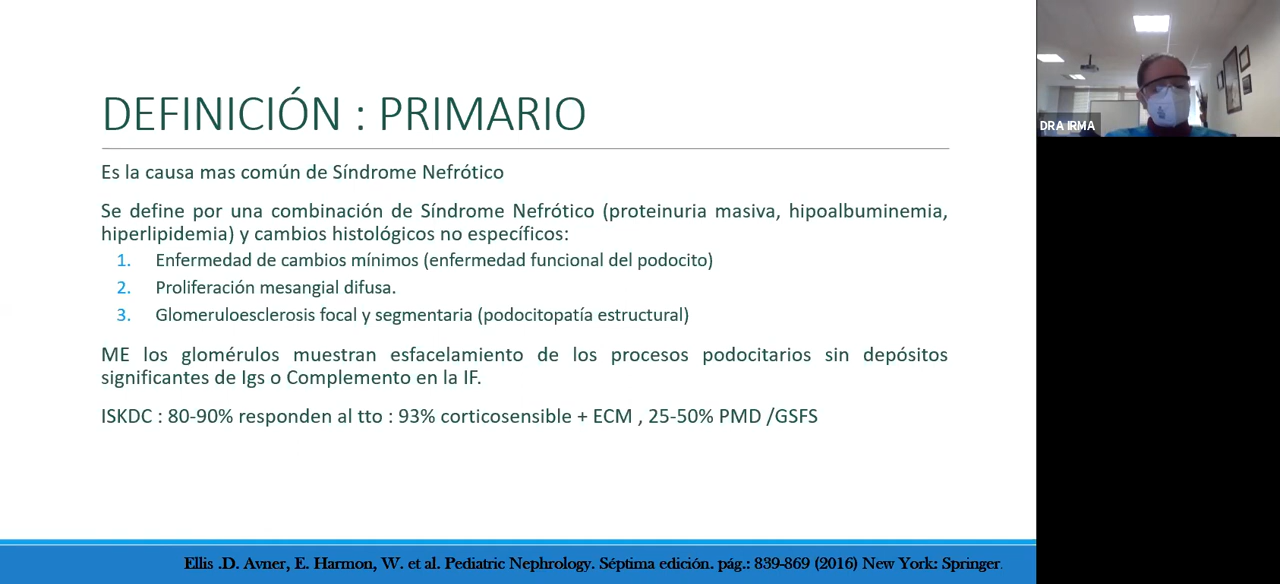 DEFINICIÓN : PRIMARIO
Es la causa mas común de Síndrome Nefrótico
Se define por una combinación de Síndrome Nefrótico (proteinuria masiva, hipoalbuminemia,
hiperlipidemia) y cambios histológicos no específicos:
1. Enfermedad de cambios mínimos (enfermedad funcional del podocito)
2. Proliferación mesangial difusa.
3. Glomeruloesclerosis focal y segmentaria (podocitopatía estructural)
ME los glomérulos muestran esfacelamiento de los procesos podocitarios sin depósitos
significantes de Igs o Complemento en la IF.
ISKDC : 80-90% responden al tto : 93% corticosensible + ECM , 25-50% PMD /GSFS
Ellis .D. Avner, E. Harmon, W. et al. Pediatric Nephrology. Séptima edición. pág.: 839-869 (2016) New York: Springer.
DRA IRMA